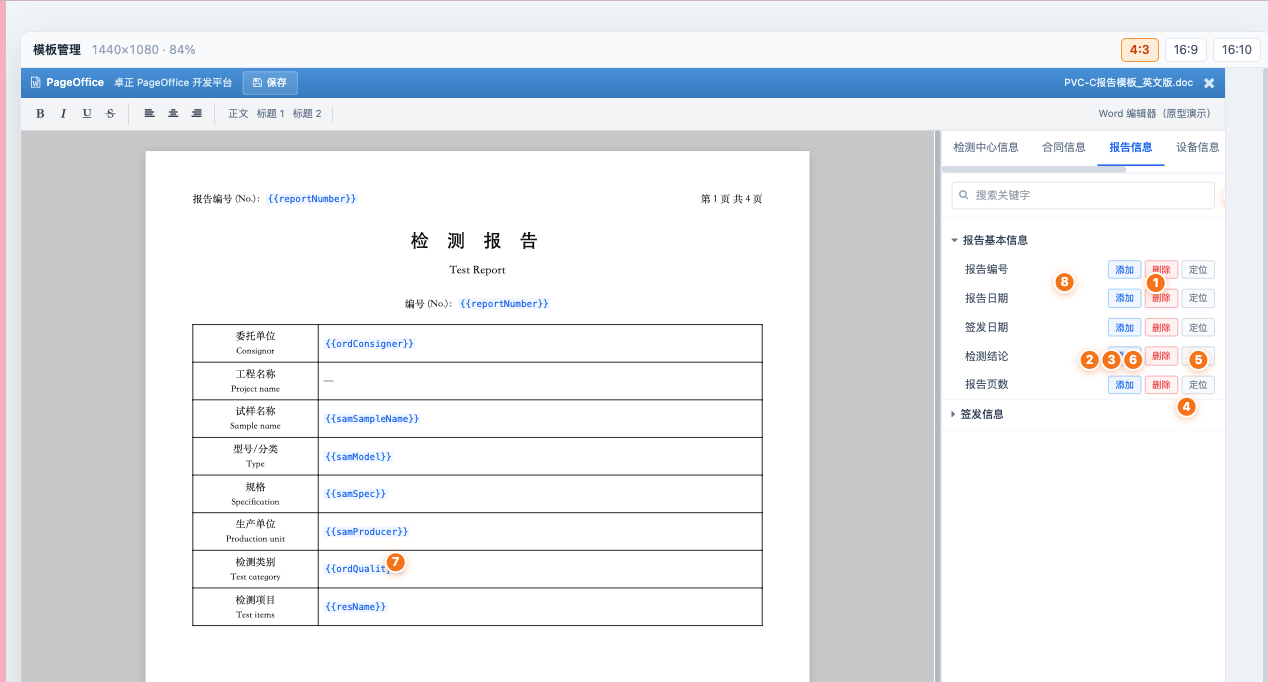 模板管理 1440×1080 · 84% 4:3 16:9 16:10
PageOffice 卓正 PageOffice 开发平台 保存 PVC-C报告模板_英文版.doc
B I U S 正文 标题 1 标题 2 Word 编辑器（原型演示）
检测中心信息 合同信息 报告信息 设备信息
搜索关键字
报告编号 (No.): {{reportNumber}} 第 1 页 共 4 页
检 测 报 告
Test Report
编号 (No.): {{reportNumber}}
委托单位
Consignor
{{ordConsigner}}
工程名称
Project name
—
试样名称
Sample name
{{samSampleName}}
型号/分类
Type
{{samModel}}
规格
Specification
{{samSpec}}
生产单位
Production unit
{{samProducer}}
检测类别
Test category
{{ordQualit
7
检测项目
Test items
{{resName}}
报告基本信息
报告编号 添加 删除 定位
8 1
报告日期 添加 删除 定位
签发日期 添加 删除 定位
检测结论 2 3 6 删除 5
报告页数 添加 删除 定位
4
签发信息